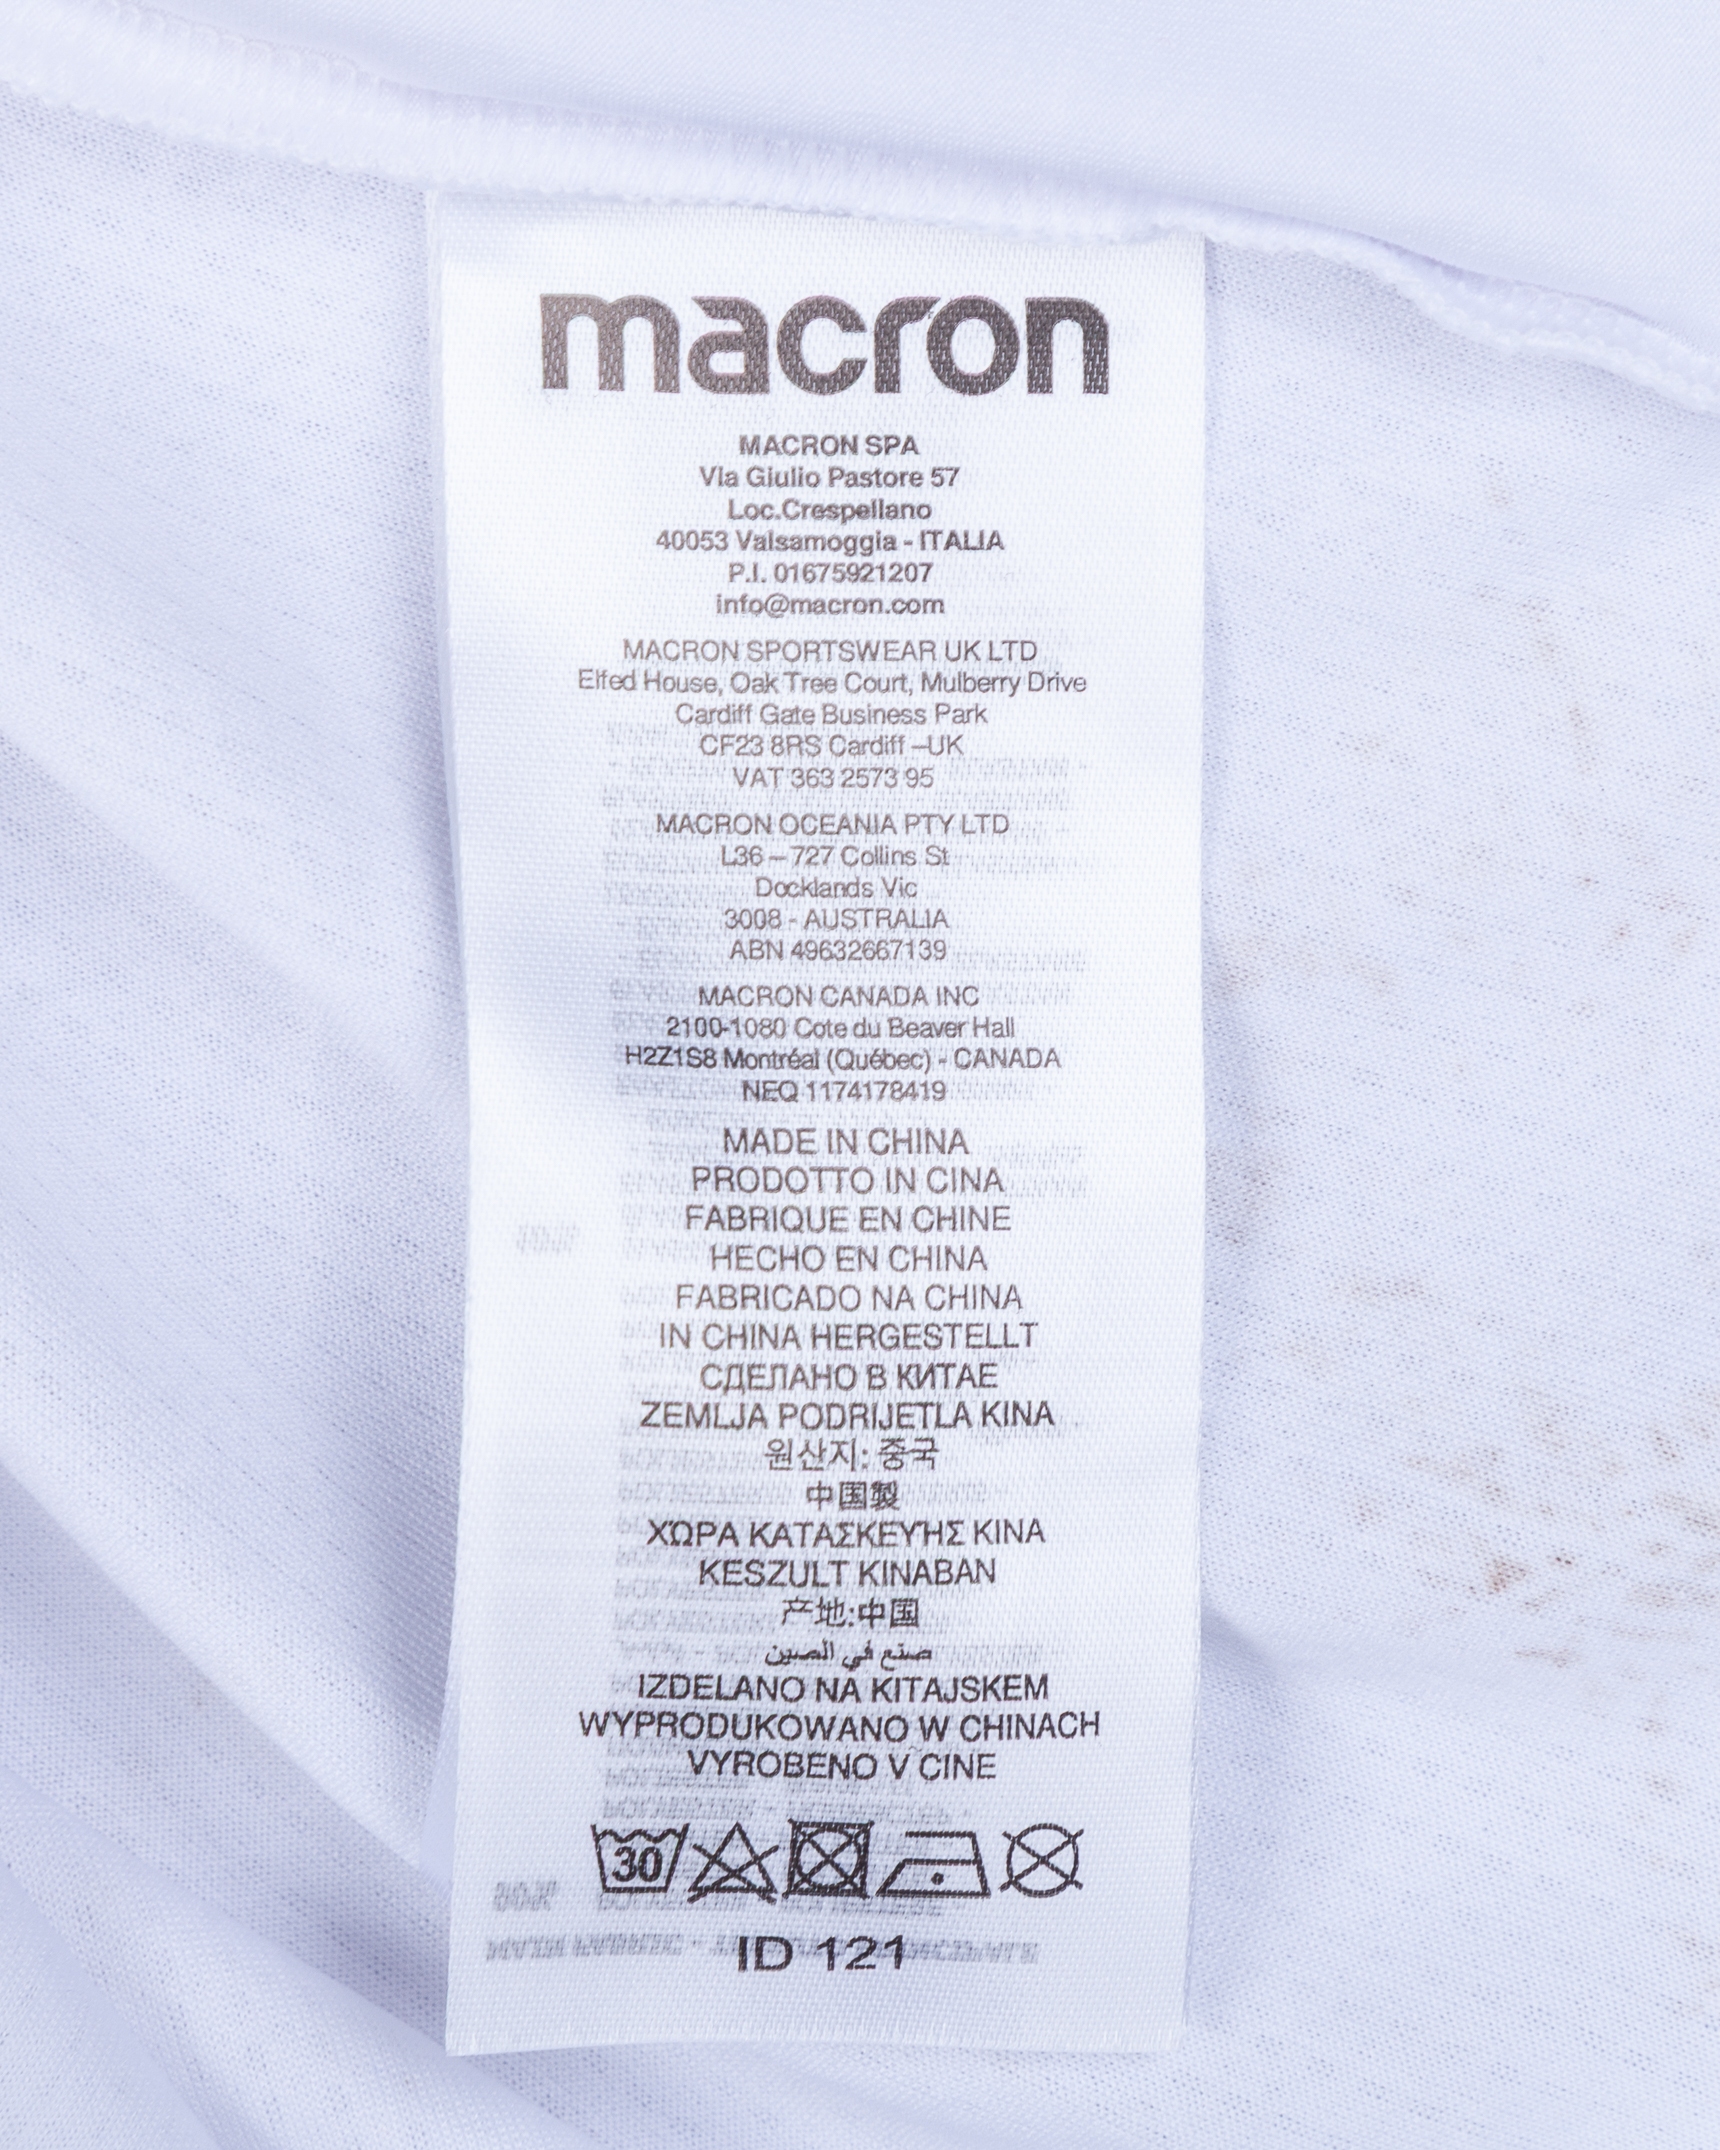 macron
MACRON SPA
Via Giulio Pastore 57
Loc.Crespellano
40053 Valsamoggia - ITALIA
P.I. 01675921207
info@macron.com
MACRON SPORTSWEAR UK LTD
Elfed House, Oak Tree Court, Mulberry Drive
Cardiff Gate Business Park
CF23 8RS Cardiff –UK
VAT 363 2573 95
MACRON OCEANIA PTY LTD
L36 – 727 Collins St
Docklands Vic
3008 - AUSTRALIA
ABN 49632667139
MACRON CANADA INC
2100-1080 Cote du Beaver Hall
H2Z1S8 Montréal (Québec) - CANADA
NEQ 1174178419
MADE IN CHINA
PRODOTTO IN CINA
FABRIQUE EN CHINE
HECHO EN CHINA
FABRICADO NA CHINA
IN CHINA HERGESTELLT
СДЕЛАНО В КИТАЕ
ZEMLJA PODRIJETLA KINA
원산지: 중국
中国製
ΧΏΡΑ ΚΑΤΑΣΚΕΥΉΣ KINA
KESZULT KINABAN
产地:中国
صنع في الصين
IZDELANO NA KITAJSKEM
WYPRODUKOWANO W CHINACH
VYROBENO V CINE
30
ID 121